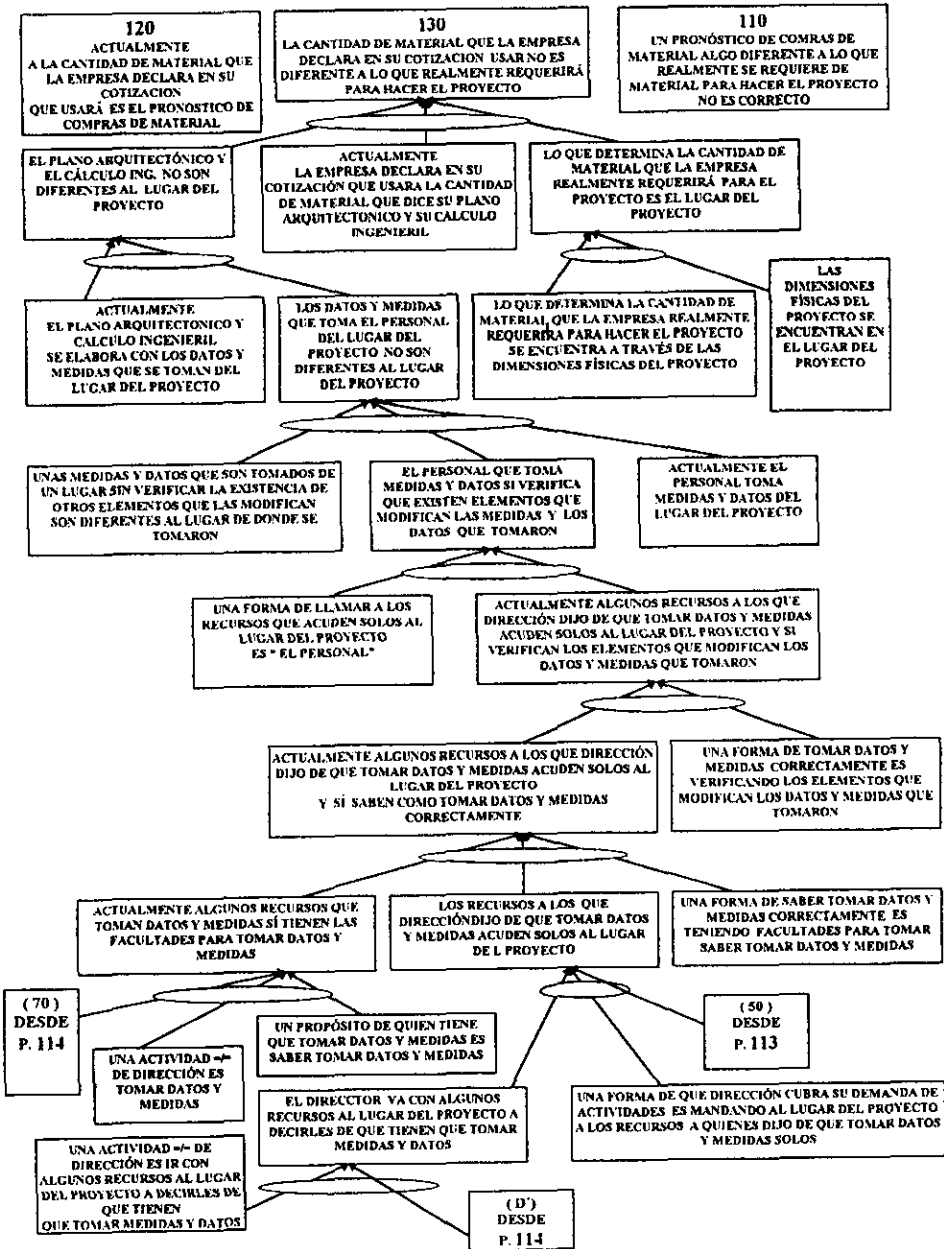 120
ACTUALMENTE
A LA CANTIDAD DE MATERIAL QUE
LA EMPRESA DECLARA EN SU
COTIZACION
QUE USARÁ ES EL PRONOSTICO DE
COMPRAS DE MATERIAL
130
LA CANTIDAD DE MATERIAL QUE LA EMPRESA
DECLARA EN SU COTIZACION USAR NO ES
DIFERENTE A LO QUE REALMENTE REQUERIRÁ
PARA HACER EL PROYECTO
110
UN PRONÓSTICO DE COMRAS DE
MATERIAL ALGO DIFERENTE A LO QUE
REALMENTE SE REQUIERE DE
MATERIAL PARA HACER EL PROYECTO
NO ES CORRECTO
EL PLANO ARQUITECTÓNICO Y
EL CÁLCULO ING. NO SON
DIFERENTES AL LUGAR DEL
PROYECTO
ACTUALMENTE
LA EMPRESA DECLARA EN SU
COTIZACIÓN QUE USARA LA CANTIDAD
DE MATERIAL QUE DICE SU PLANO
ARQUITECTONICO Y SU CALCULO
INGENIERIL
LO QUE DETERMINA LA CANTIDAD DE
MATERIAL QUE LA EMPRESA
REALMENTE REQUERIRÁ PARA EL
PROYECTO ES EL LUGAR DEL
PROYECTO
ACTUALMENTE
EL PLANO ARQUITECTONICO Y
CALCULO INGENIERIL
SE ELABORA CON LOS DATOS Y
MEDIDAS QUE SE TOMAN DEL
LUGAR DEL PROYECTO
LOS DATOS Y MEDIDAS
QUE TOMA EL PERSONAL
DEL LUGAR DEL
PROYECTO NO SON
DIFERENTES AL LUGAR
DEL PROYECTO
LO QUE DETERMINA LA CANTIDAD DE
MATERIAL QUE LA EMPRESA REALMENTE
REQUERIRA PARA HACER EL PROYECTO
SE ENCUENTRA A TRAVÉS DE LAS
DIMENSIONES FÍSICAS DEL PROYECTO
LAS
DIMENSIONES
FÍSICAS DEL
PROYECTO SE
ENCUENTRAN EN
EL LUGAR DEL
PROYECTO
UNAS MEDIDAS Y DATOS QUE SON TOMADOS DE
UN LUGAR SIN VERIFICAR LA EXISTENCIA DE
OTROS ELEMENTOS QUE LAS MODIFICAN
SON DIFERENTES AL LUGAR DE DONDE SE
TOMARON
EL PERSONAL QUE TOMA
MEDIDAS Y DATOS SI VERIFICA
QUE EXISTEN ELEMENTOS QUE
MODIFICAN LAS MEDIDAS Y LOS
DATOS QUE TOMARON
ACTUALMENTE EL
PERSONAL TOMA
MEDIDAS Y DATOS DEL
LUGAR DEL PROYECTO
UNA FORMA DE LLAMAR A LOS
RECURSOS QUE ACUDEN SOLOS AL
LUGAR DEL PROYECTO
ES " EL PERSONAL"
ACTUALMENTE ALGUNOS RECURSOS A LOS QUE
DIRECCIÓN DIJO DE QUE TOMAR DATOS Y MEDIDAS
ACUDEN SOLOS AL LUGAR DEL PROYECTO Y SI
VERIFICAN LOS ELEMENTOS QUE MODIFICAN LOS
DATOS Y MEDIDAS QUE TOMARON
ACTUALMENTE ALGUNOS RECURSOS A LOS QUE DIRECCIÓN
DIJO DE QUE TOMAR DATOS Y MEDIDAS ACUDEN SOLOS AL
LUGAR DEL PROYECTO
Y SÍ SABEN COMO TOMAR DATOS Y MEDIDAS
CORRECTAMENTE
UNA FORMA DE TOMAR DATOS Y
MEDIDAS CORRECTAMENTE ES
VERIFICANDO LOS ELEMENTOS QUE
MODIFICAN LOS DATOS Y MEDIDAS QUE
TOMARON
ACTUALMENTE ALGUNOS RECURSOS QUE
TOMAN DATOS Y MEDIDAS SÍ TIENEN LAS
FACULTADES PARA TOMAR DATOS Y
MEDIDAS
LOS RECURSOS A LOS QUE
DIRECCIÓNDIJO DE QUE TOMAR DATOS
Y MEDIDAS ACUDEN SOLOS AL LUGAR
DE L PROYECTO
UNA FORMA DE SABER TOMAR DATOS Y
MEDIDAS CORRECTAMENTE ES
TENIENDO FACULTADES PARA TOMAR
SABER TOMAR DATOS Y MEDIDAS
( 70 )
DESDE
P. 114
UNA ACTIVIDAD =/=
DE DIRECCIÓN ES
TOMAR DATOS Y
MEDIDAS
UN PROPÓSITO DE QUIEN TIENE
QUE TOMAR DATOS Y MEDIDAS ES
SABER TOMAR DATOS Y MEDIDAS
( 50 )
DESDE
P. 113
EL DIRECCTOR VA CON ALGUNOS
RECURSOS AL LUGAR DEL PROYECTO A
DECIRLES DE QUE TIENEN QUE TOMAR
MEDIDAS Y DATOS
UNA FORMA DE QUE DIRECCIÓN CUBRA SU DEMANDA DE
ACTIVIDADES ES MANDANDO AL LUGAR DEL PROYECTO
A LOS RECURSOS A QUIENES DIJO DE QUE TOMAR DATOS
Y MEDIDAS SOLOS
UNA ACTIVIDAD =/= DE
DIRECCIÓN ES IR CON
ALGUNOS RECURSOS AL LUGAR
DEL PROYECTO A DECIRLES DE
QUE TIENEN
QUE TOMAR MEDIDAS Y DATOS
( D' )
DESDE
P. 114